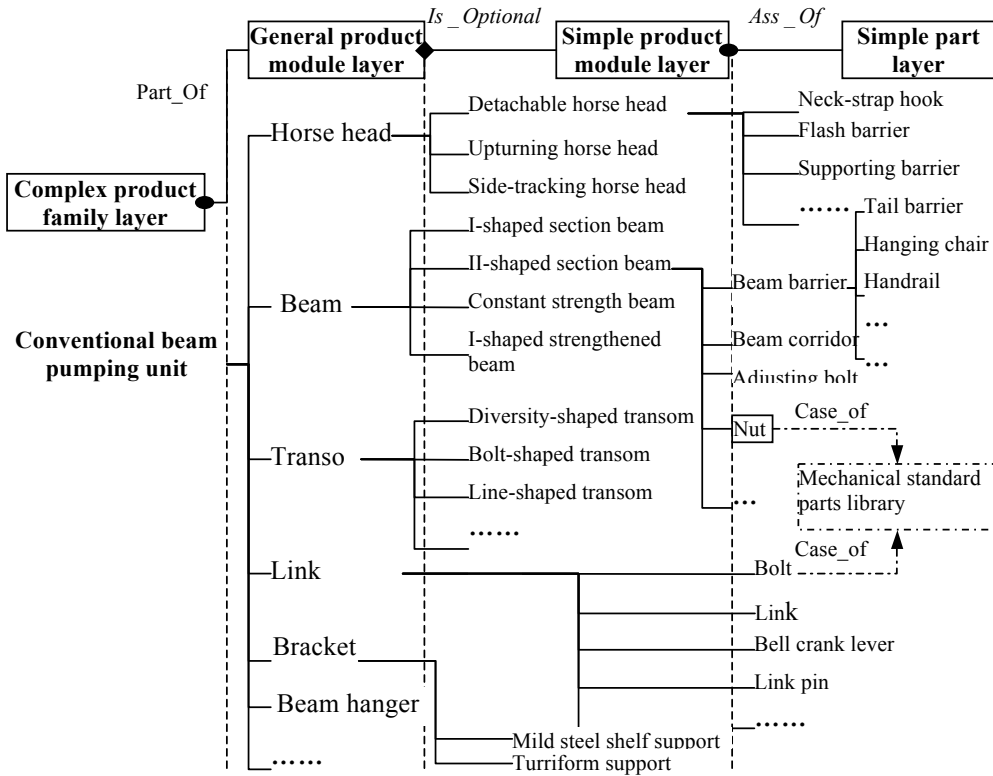 Is _Optional
Ass _Of
General product
module layer
Simple product
module layer
Simple part
layer
Part_Of
Complex product
family layer
Conventional beam
pumping unit
Horse head
Detachable horse head
Upturning horse head
Side-tracking horse head
Neck-strap hook
Flash barrier
Supporting barrier
……
Tail barrier
Hanging chair
Handrail
…
…
Beam
I-shaped section beam
II-shaped section beam
Constant strength beam
I-shaped strengthened
beam
Beam barrier
Beam corridor
Adjusting bolt
Nut
…
Case_of
Mechanical standard
parts library
Case_of
Transo
Diversity-shaped transom
Bolt-shaped transom
Line-shaped transom
……
Link
Bolt
Link
Bell crank lever
Link pin
……
Bracket
Mild steel shelf support
Turriform support
Beam hanger
……